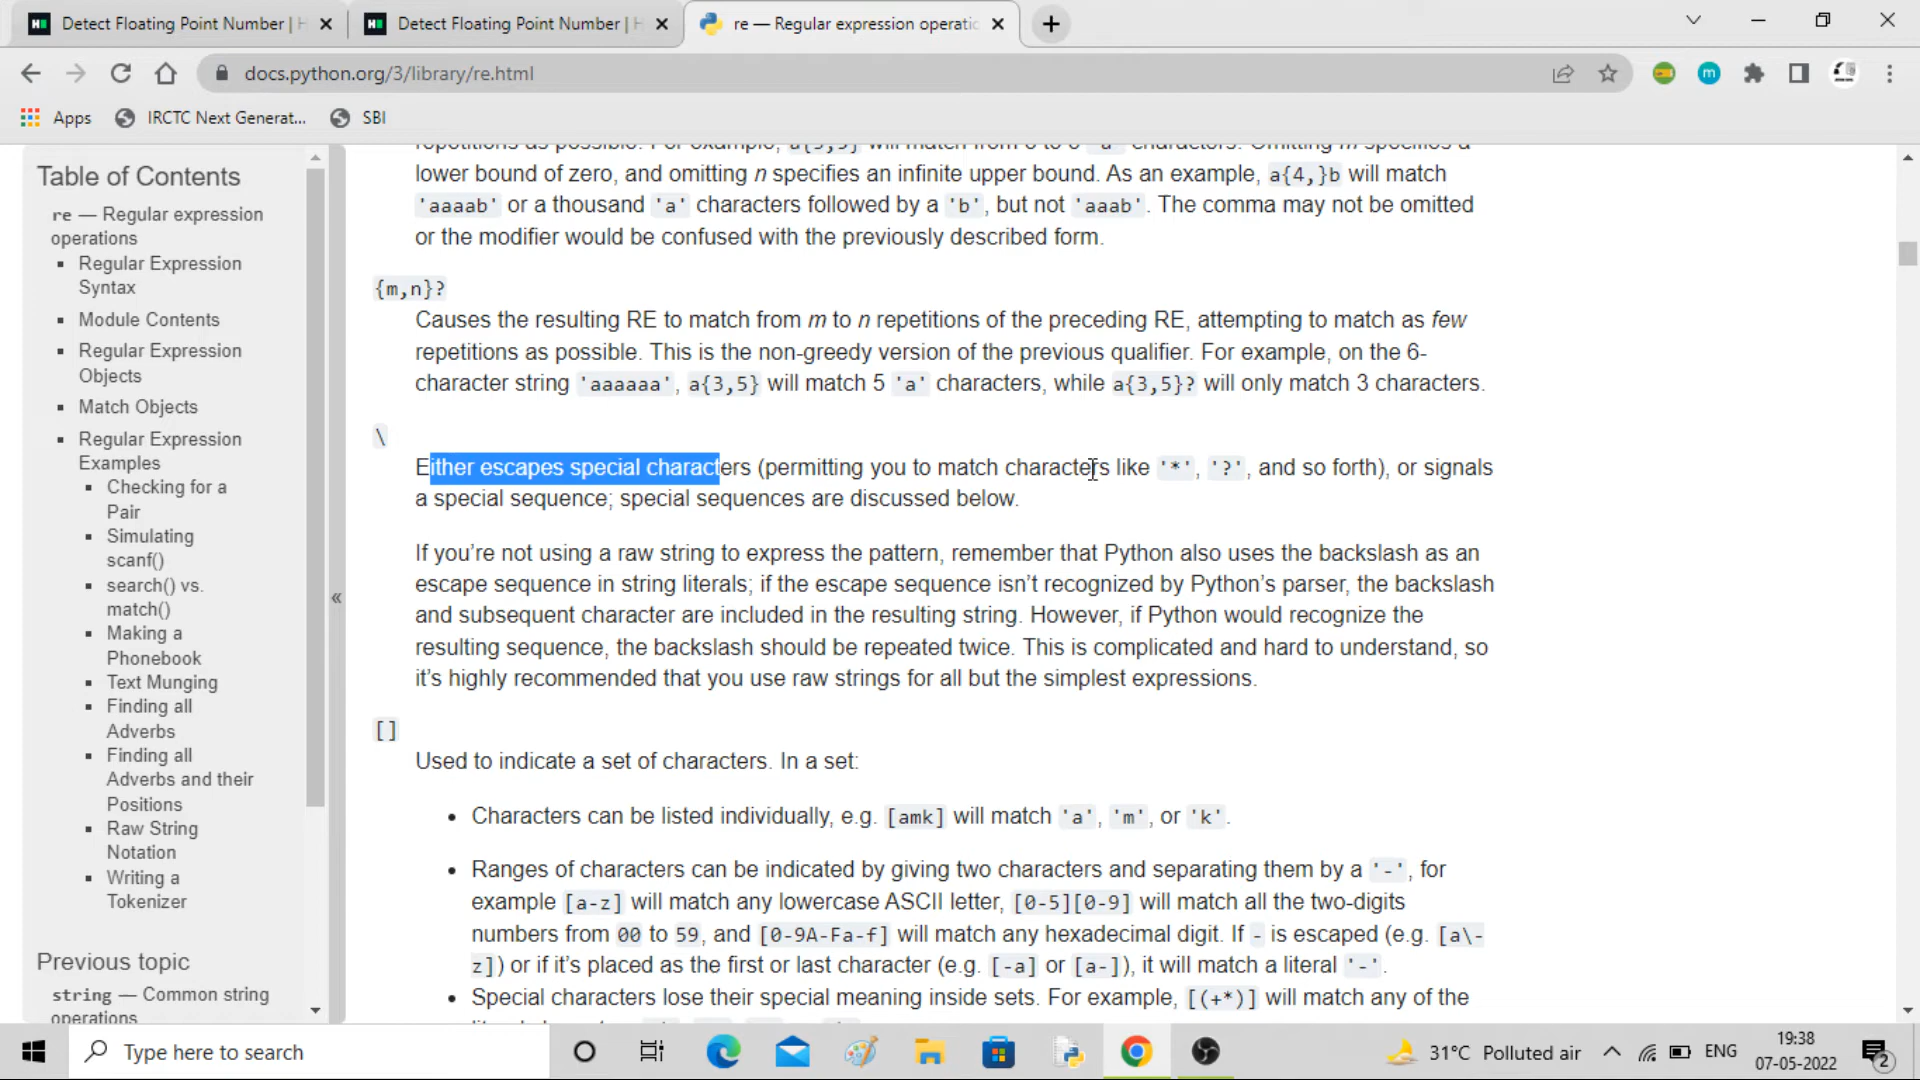 Detect Floating Point Number | H
Detect Floating Point Number | H
re — Regular expression operatic
docs.python.org/3/library/re.html
m
Apps
IRCTC Next Generat...
SBI
Table of Contents
re — Regular expression
operations
Regular Expression
Syntax
Module Contents
Regular Expression
Objects
Match Objects
Regular Expression
Examples
Checking for a
Pair
Simulating
scanf()
search() vs.
match()
Making a
Phonebook
Text Munging
Finding all
Adverbs
Finding all
Adverbs and their
Positions
Raw String
Notation
Writing a
Tokenizer
Previous topic
string — Common string
operations
«
lower bound of zero, and omitting n specifies an infinite upper bound. As an example, a{4,}b will match
'aaaab' or a thousand 'a' characters followed by a 'b', but not 'aaab'. The comma may not be omitted
or the modifier would be confused with the previously described form.
{m,n}?
Causes the resulting RE to match from m to n repetitions of the preceding RE, attempting to match as few
repetitions as possible. This is the non-greedy version of the previous qualifier. For example, on the 6-
character string 'aaaaaa', a{3,5} will match 5 'a' characters, while a{3,5}? will only match 3 characters.
\
Either escapes special characters (permitting you to match characters like '*', '?', and so forth), or signals
a special sequence; special sequences are discussed below.
If you’re not using a raw string to express the pattern, remember that Python also uses the backslash as an
escape sequence in string literals; if the escape sequence isn’t recognized by Python’s parser, the backslash
and subsequent character are included in the resulting string. However, if Python would recognize the
resulting sequence, the backslash should be repeated twice. This is complicated and hard to understand, so
it’s highly recommended that you use raw strings for all but the simplest expressions.
[]
Used to indicate a set of characters. In a set:
• Characters can be listed individually, e.g. [amk] will match 'a', 'm', or 'k'.
• Ranges of characters can be indicated by giving two characters and separating them by a '-', for
example [a-z] will match any lowercase ASCII letter, [0-5][0-9] will match all the two-digits
numbers from 00 to 59, and [0-9A-Fa-f] will match any hexadecimal digit. If - is escaped (e.g. [a\-
z]) or if it’s placed as the first or last character (e.g. [-a] or [a-]), it will match a literal '-'.
• Special characters lose their special meaning inside sets. For example, [(+*)] will match any of the
Type here to search
31°C Polluted air
ENG
19:38
07-05-2022
2